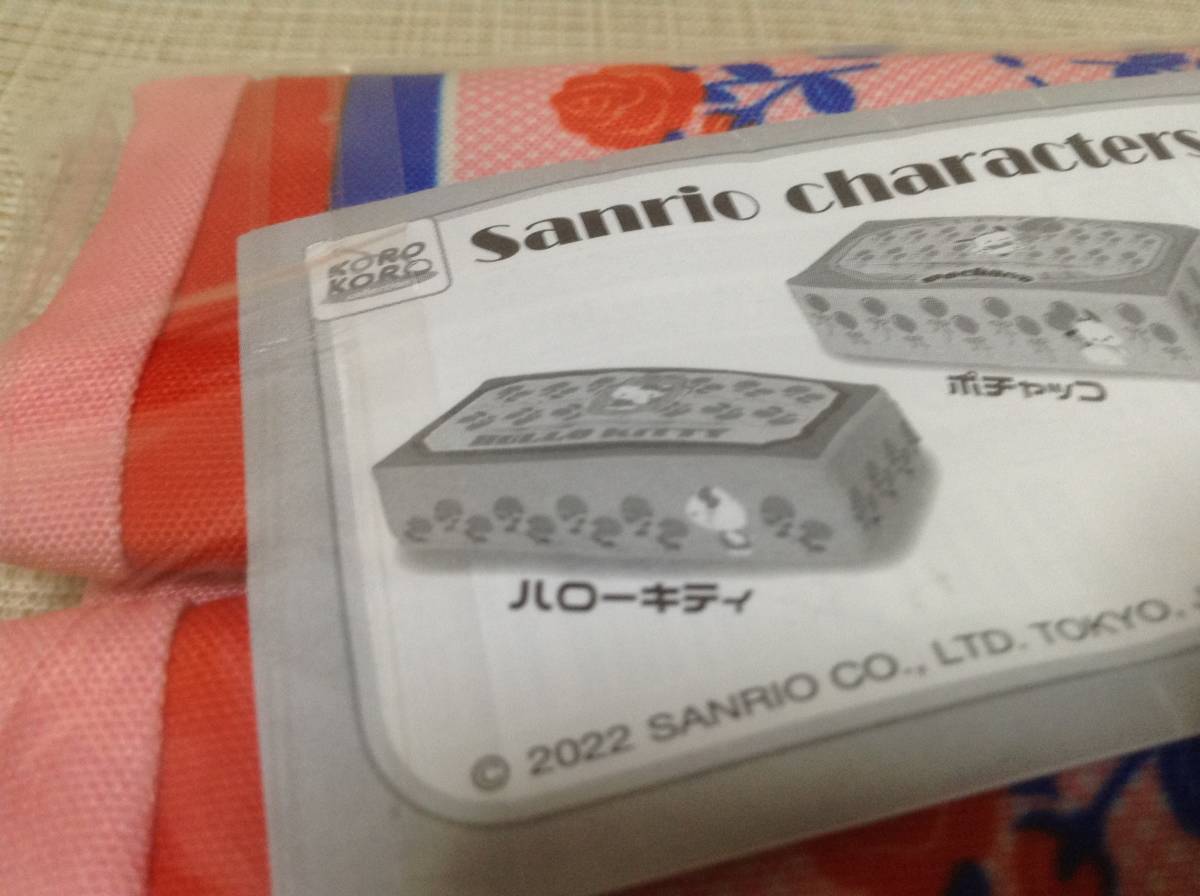 Sanrio characters
KORO
KORO
Pochacco
ポチャッコ
HELLO KITTY
ハローキティ
© 2022 SANRIO CO., LTD. TOKYO,